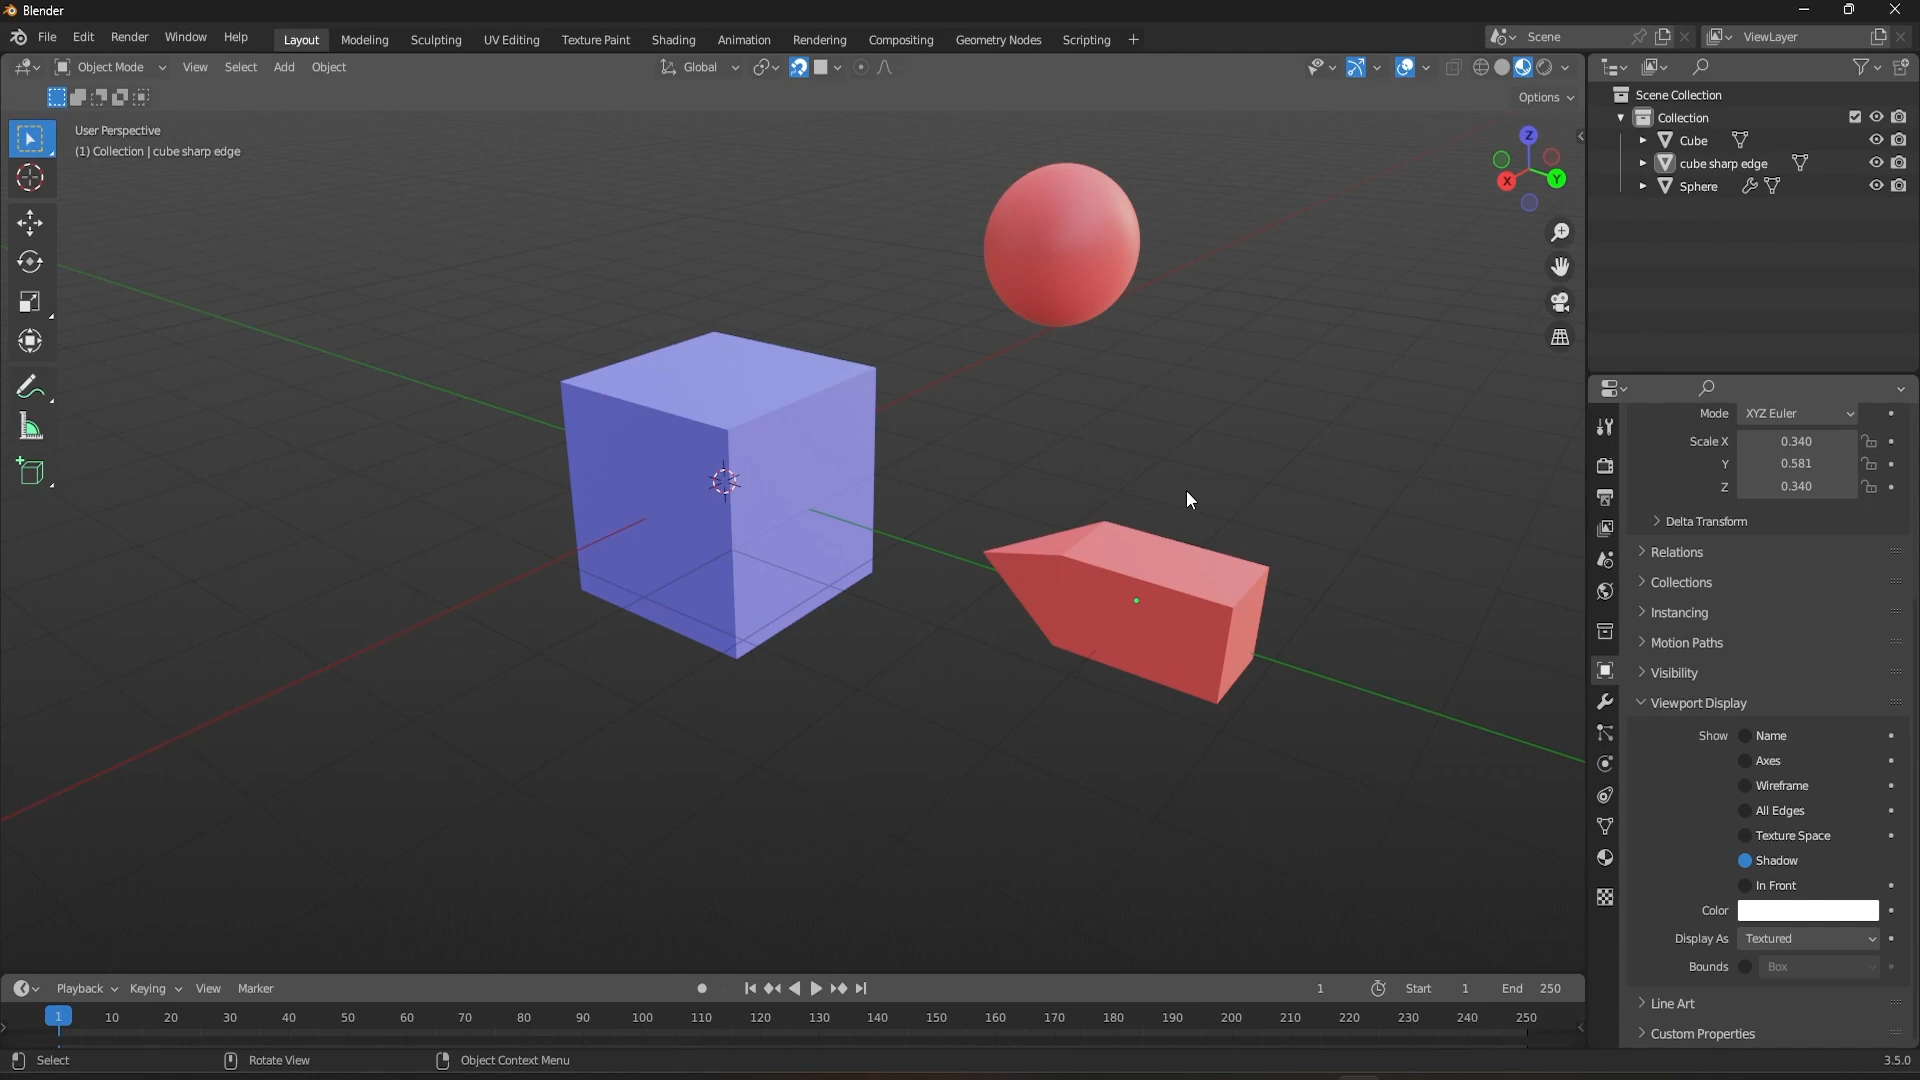 Blender
File Edit Render Window Help Layout Modeling Sculpting UV Editing Texture Paint Shading Animation Rendering Compositing Geometry Nodes Scripting + Scene ViewLayer
Object Mode View Select Add Object Global
Options
User Perspective
(1) Collection | cube sharp edge
Z
X
Y
Scene Collection
Collection
Cube
cube sharp edge
Sphere
Mode XYZ Euler
Scale X 0.340
Y 0.581
Z 0.340
Delta Transform
Relations
Collections
Instancing
Motion Paths
Visibility
Viewport Display
Show Name
Axes
Wireframe
All Edges
Texture Space
Shadow
In Front
Color
Display As Textured
Bounds Box
Line Art
Custom Properties
Playback Keying View Marker 1 Start 1 End 250
1 10 20 30 40 50 60 70 80 90 100 110 120 130 140 150 160 170 180 190 200 210 220 230 240 250
Select Rotate View Object Context Menu 3.5.0